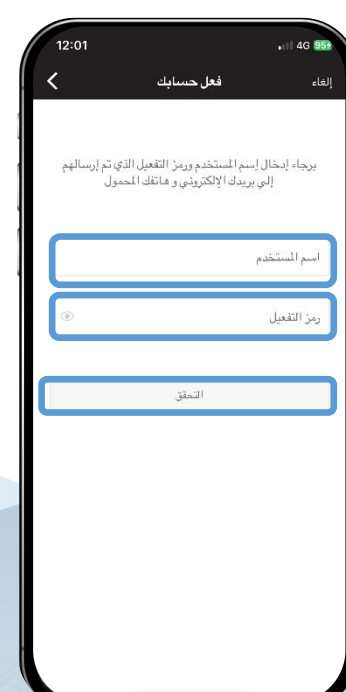 12:01
4G 95
فعل حسابك
إلغاء
برجاء إدخال إسم المستخدم ورمز التفعيل الذي تم إرسالهم
إلي بريدك الإلكتروني و هاتفك المحمول
اسم المستخدم
رمز التفعيل
التحقق